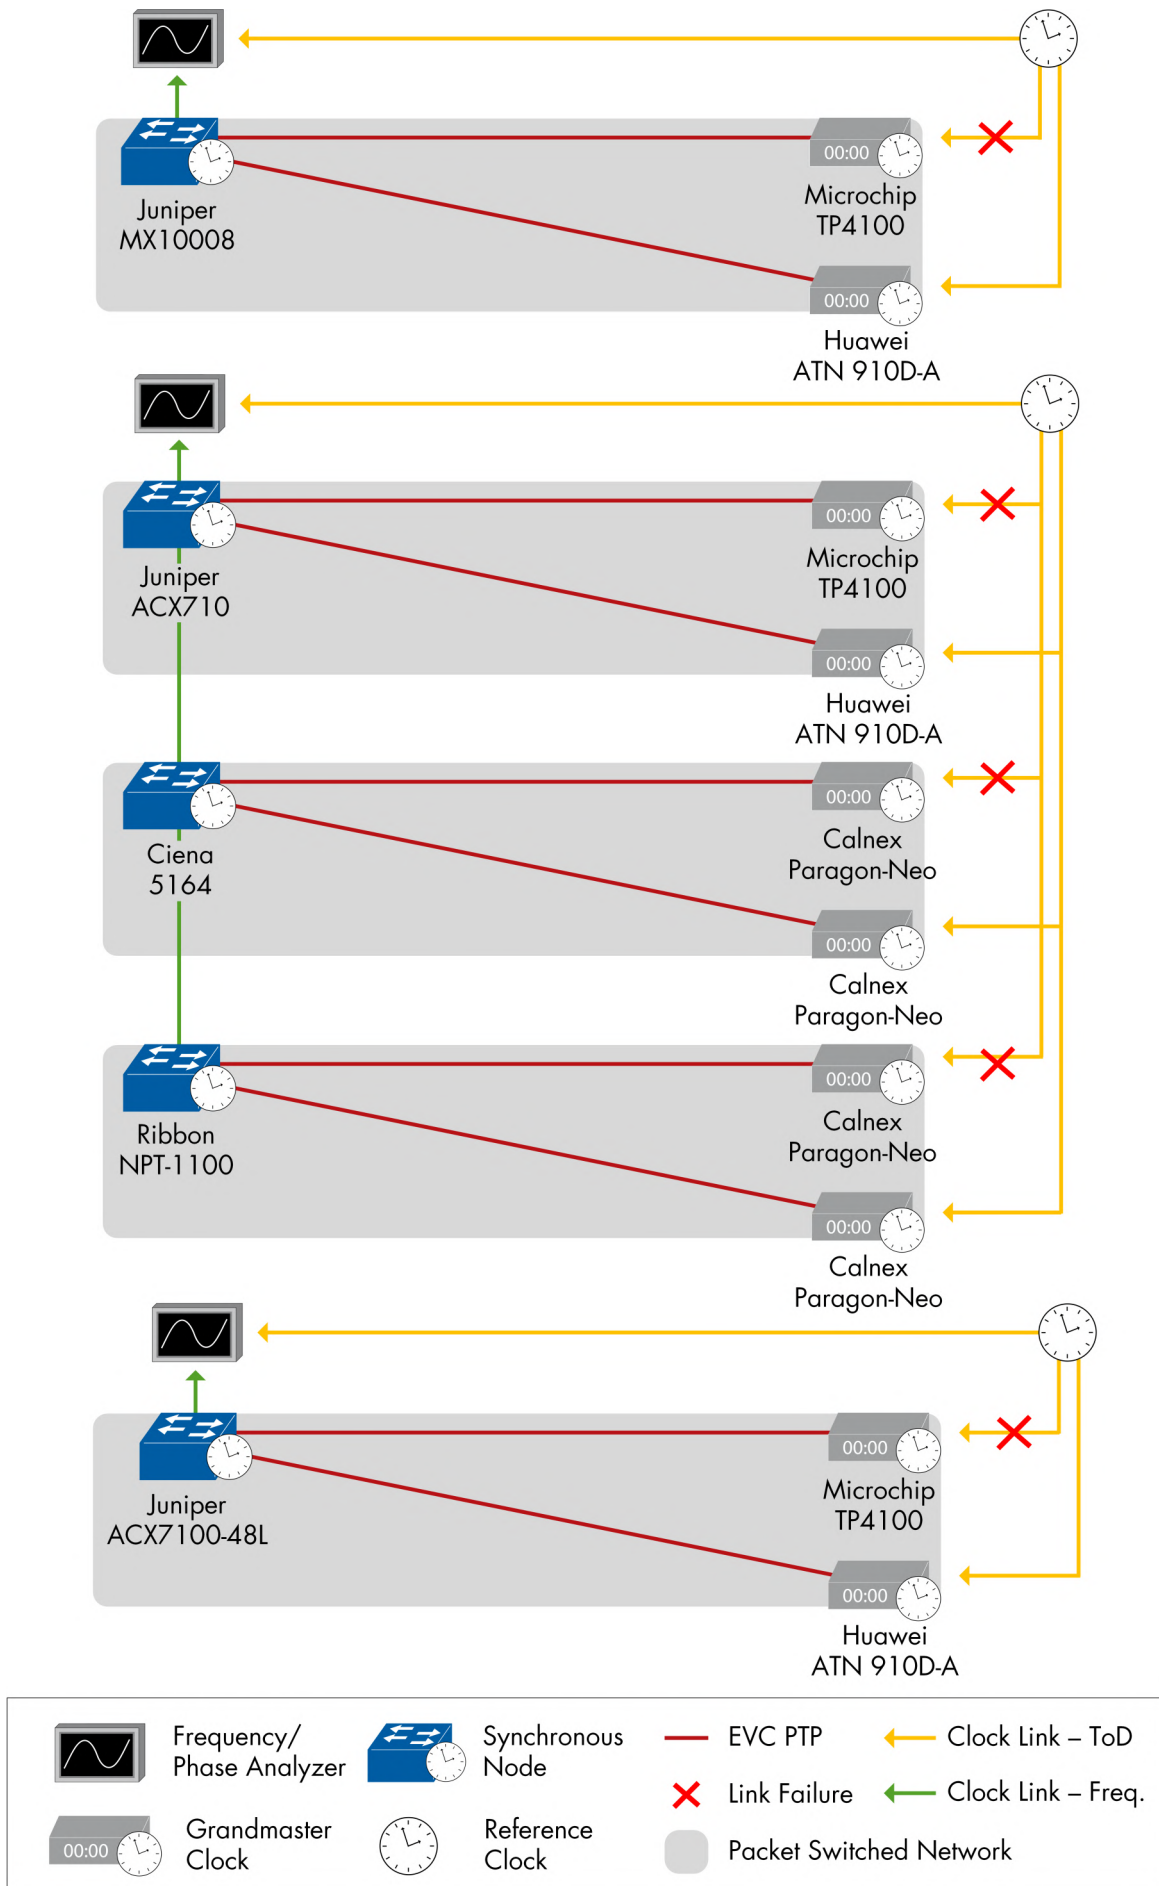 00:00
Microchip
TP4100
Juniper
MX10008
00:00
Huawei
ATN 910D-A
00:00
Microchip
TP4100
Juniper
ACX710
00:00
Huawei
ATN 910D-A
00:00
Calnex
Paragon-Neo
Ciena
5164
00:00
Calnex
Paragon-Neo
00:00
Calnex
Paragon-Neo
Ribbon
NPT-1100
00:00
Calnex
Paragon-Neo
00:00
Microchip
TP4100
Juniper
ACX7100-48L
00:00
Huawei
ATN 910D-A
Frequency/
Phase Analyzer
Synchronous
Node
EVC PTP
Clock Link – ToD
Link Failure
Clock Link – Freq.
00:00
Grandmaster
Clock
Reference
Clock
Packet Switched Network